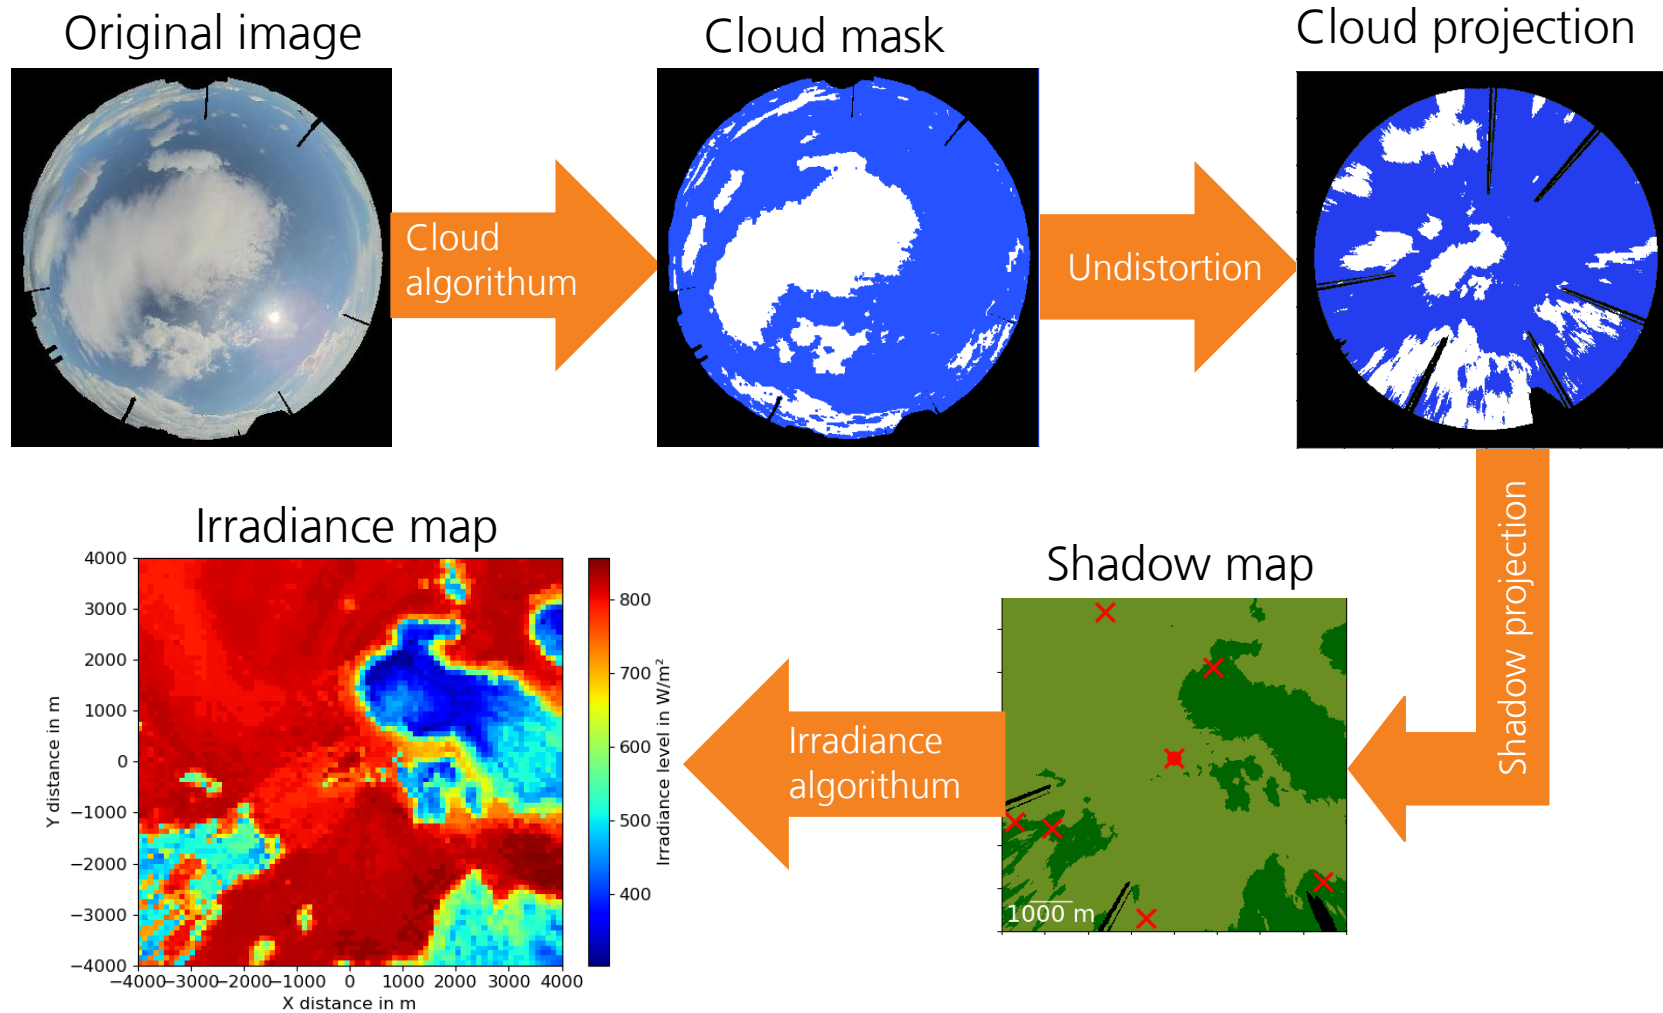 Original image
Cloud mask
Cloud projection
Cloud
algorithum
Undistortion
Shadow projection
Irradiance map
Shadow map
4000
3000
2000
1000
0
−1000
−2000
−3000
−4000
Y distance in m
−4000
−3000
−2000
−1000
0
1000
2000
3000
4000
X distance in m
800
700
600
500
400
Irradiance level in W/m²
Irradiance
algorithum
1000 m